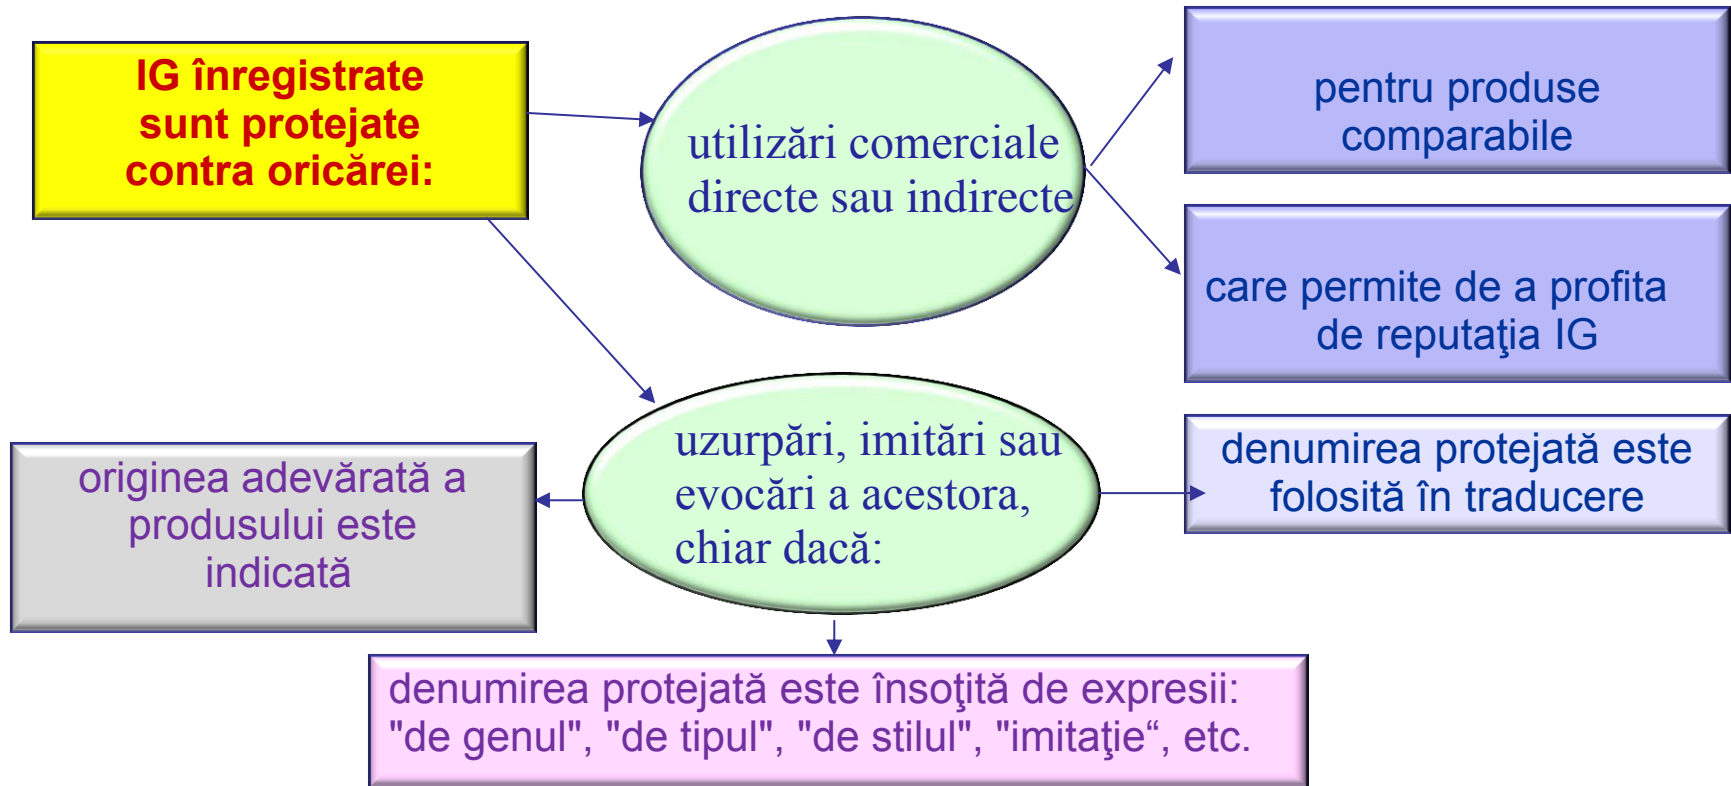 IG înregistrate
sunt protejate
contra oricărei:
utilizări comerciale
directe sau indirecte
pentru produse
comparabile
care permite de a profita
de reputaţia IG
uzurpări, imitări sau
evocări a acestora,
chiar dacă:
denumirea protejată este
folosită în traducere
originea adevărată a
produsului este
indicată
denumirea protejată este însoţită de expresii:
"de genul", "de tipul", "de stilul", "imitaţie“, etc.